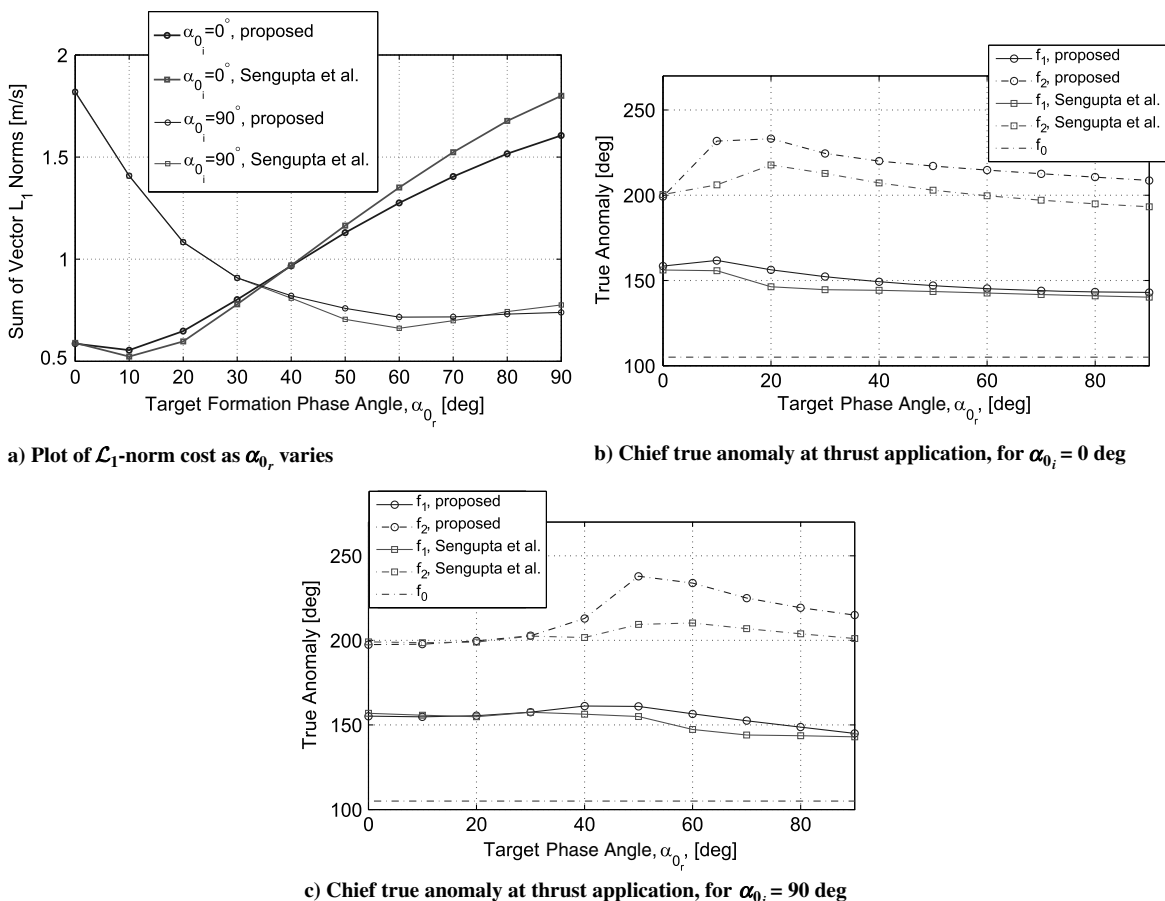 α0i=0°, proposed
α0i=0°, Sengupta et al.
α0i=90°, proposed
α0i=90°, Sengupta et al.
2
1.5
1
0.5
Sum of Vector L1 Norms [m/s]
0 10 20 30 40 50 60 70 80 90
Target Formation Phase Angle, α0r [deg]
a) Plot of ℒ1-norm cost as α0r varies
f1, proposed
f2, proposed
f1, Sengupta et al.
f2, Sengupta et al.
f0
250
200
150
100
True Anomaly [deg]
0 20 40 60 80
Target Phase Angle, α0r, [deg]
b) Chief true anomaly at thrust application, for α0i = 0 deg
f1, proposed
f2, proposed
f1, Sengupta et al.
f2, Sengupta et al.
f0
250
200
150
100
True Anomaly [deg]
0 20 40 60 80
Target Phase Angle, α0r, [deg]
c) Chief true anomaly at thrust application, for α0i = 90 deg